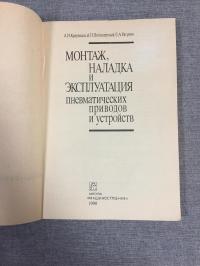 МОНТАЖ,
НАЛАДКА
И
ЭКСПЛУАТАЦИЯ
пневматических
приводов
и устройств
МОСКВА
«МАШИНОСТРОЕНИЕ»
1990